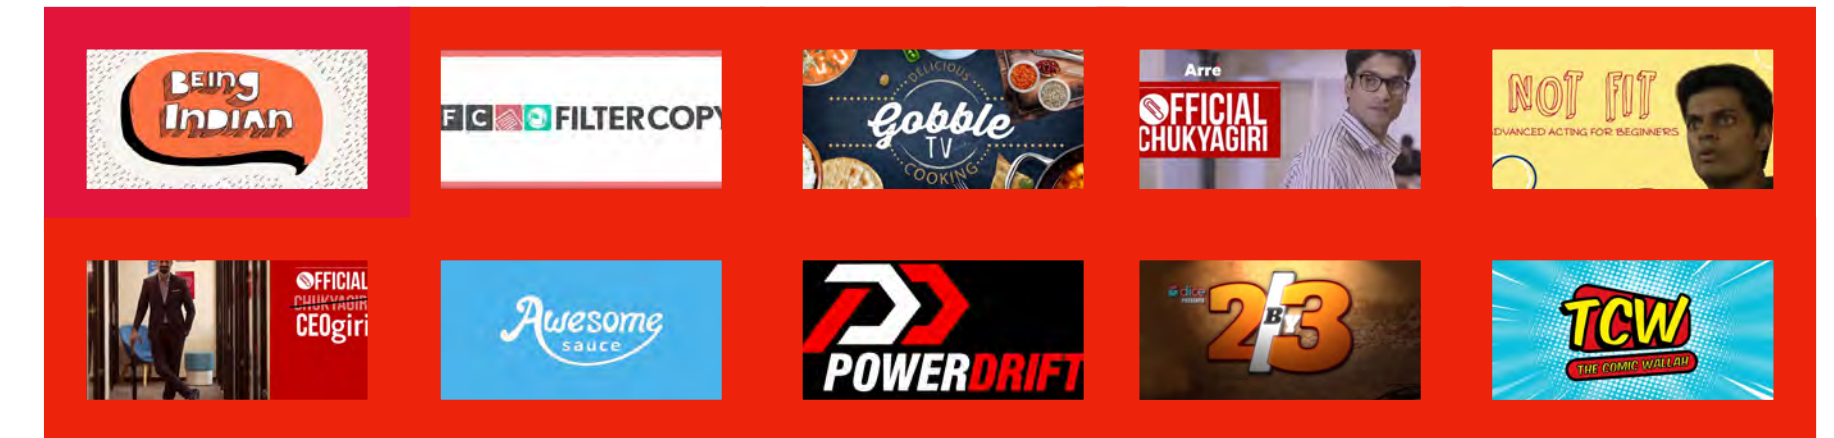 BEING
INDIAN
FC FILTERCOPY
DELICIOUS
Gobble
TV
COOKING
Arre
OFFICIAL
CHUKYAGIRI
NOT FIT
DVANCED ACTING FOR BEGINNERS
OFFICIAL
CHUKYAGIR
CEOgiri
Awesome
sauce
POWERDRIFT
dice
2 BY 3
TCW
THE COMIC WALLAH